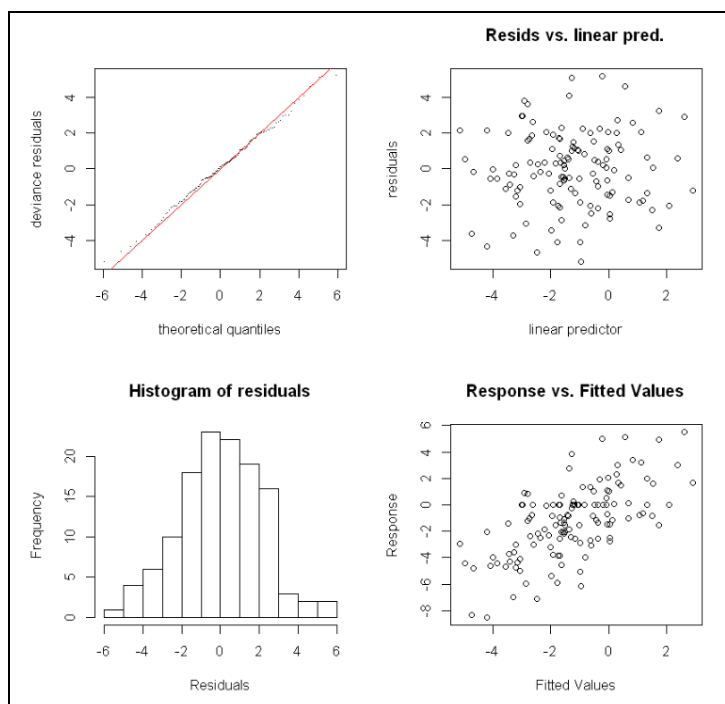 deviance residuals
4
2
0
-2
-4
-6 -4 -2 0 2 4 6
theoretical quantiles
Resids vs. linear pred.
residuals
4
2
0
-2
-4
-4 -2 0 2
linear predictor
Histogram of residuals
Frequency
20
15
10
5
0
-6 -4 -2 0 2 4 6
Residuals
Response vs. Fitted Values
Response
6
4
2
0
-2
-4
-6
-8
-4 -2 0 2
Fitted Values